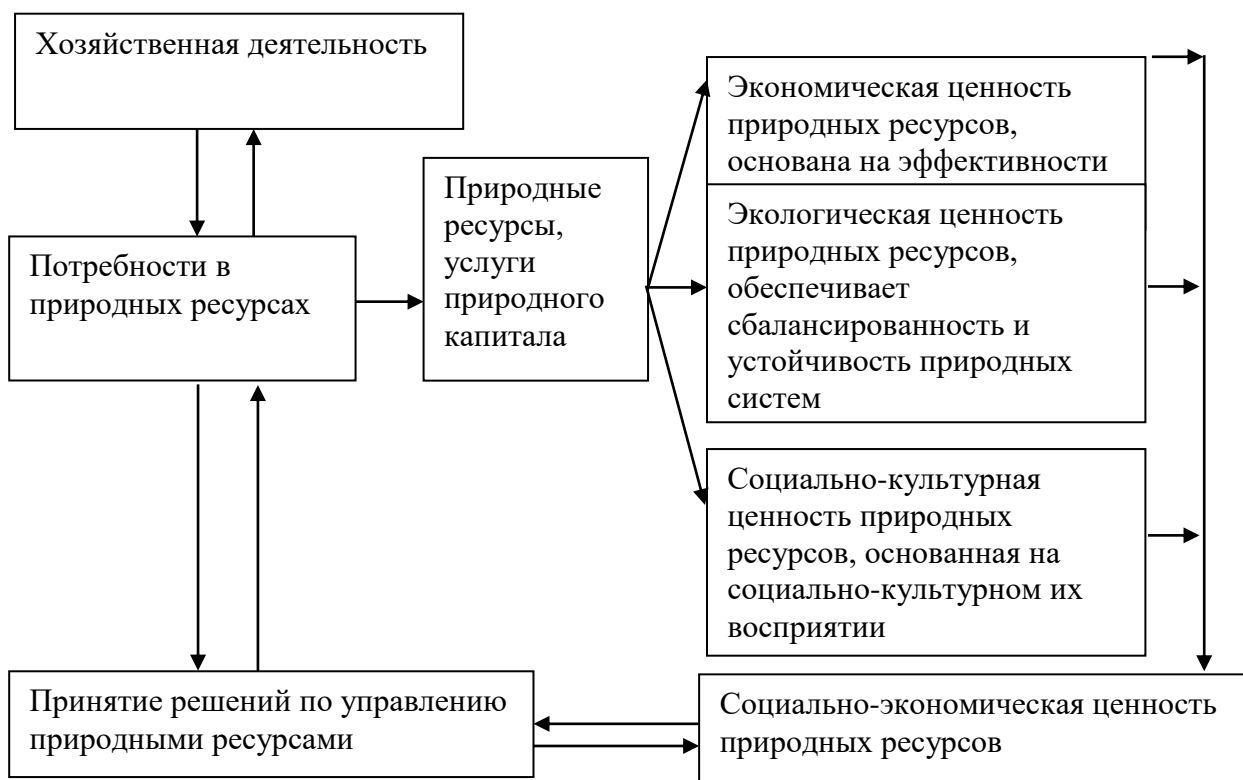 Хозяйственная деятельность
Экономическая ценность
природных ресурсов,
основана на эффективности
Природные
ресурсы,
услуги
природного
капитала
Экологическая ценность
природных ресурсов,
обеспечивает
сбалансированность и
устойчивость природных
систем
Потребности в
природных ресурсах
Социально-культурная
ценность природных
ресурсов, основанная на
социально-культурном их
восприятии
Принятие решений по управлению
природными ресурсами
Социально-экономическая ценность
природных ресурсов